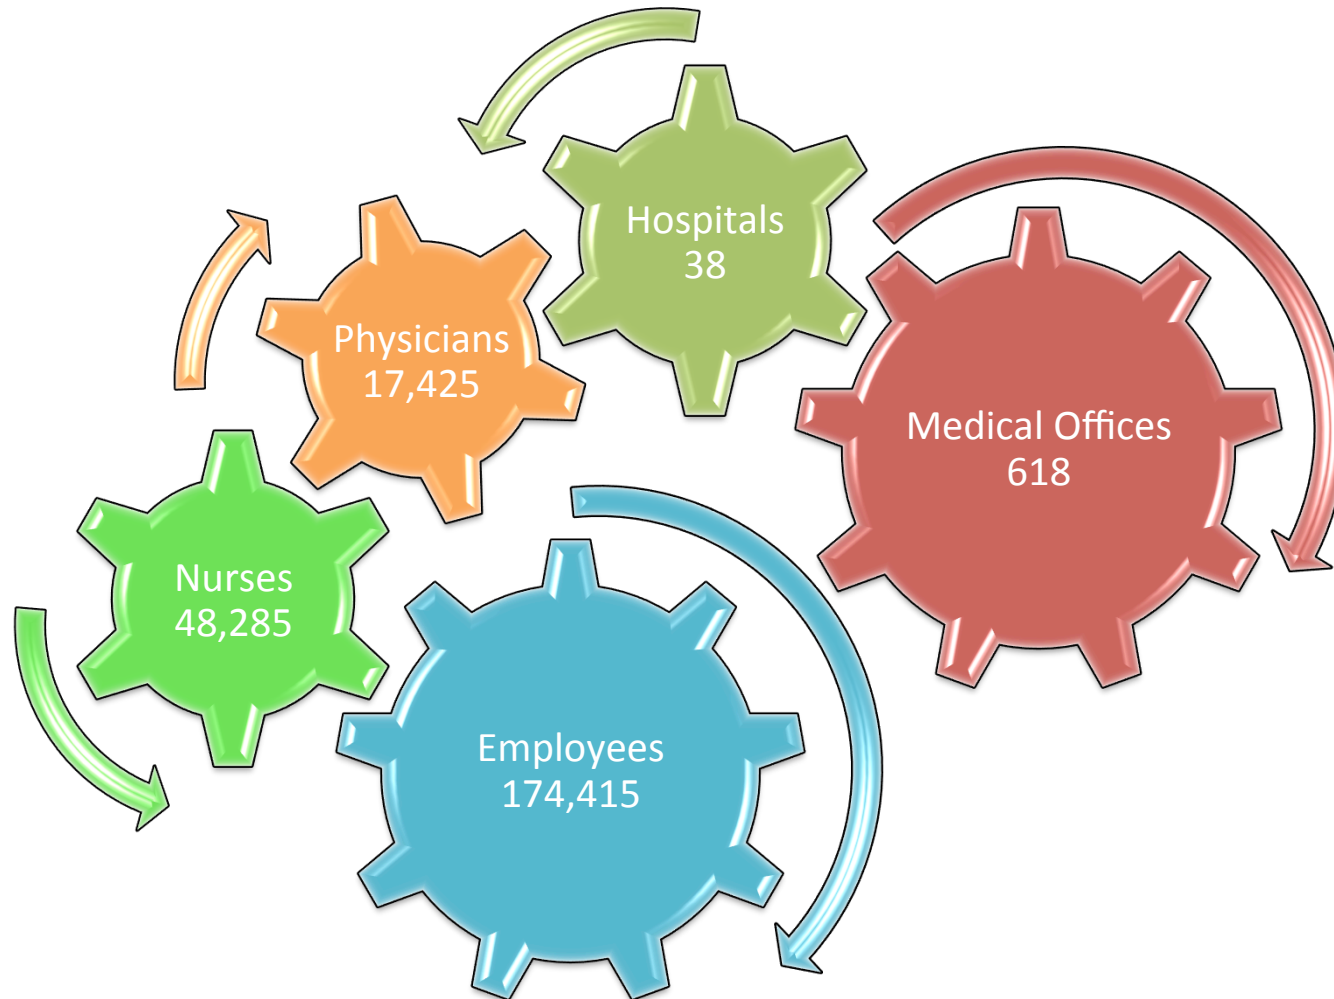 Hospitals
38
Physicians
17,425
Medical Offices
618
Nurses
48,285
Employees
174,415